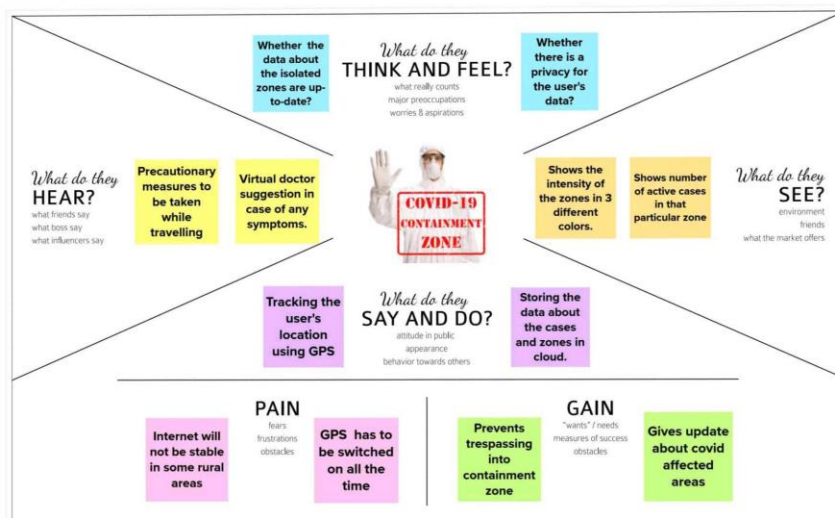 What do they
THINK AND FEEL?
what really counts
major preoccupations
worries & aspirations
Whether the
data about
the isolated
zones are up-
to-date?
Whether
there is a
privacy for
the user's
data?
What do they
HEAR?
what friends say
what boss say
what influencers say
Precautionary
measures to
be taken
while
travelling
Virtual doctor
suggestion in
case of any
symptoms.
COVID-19
CONTAINMENT
ZONE
Shows the
intensity of
the zones in 3
different
colors.
Shows number
of active cases
in that
particular zone
What do they
SEE?
environment
friends
what the market offers
Tracking the
user's
location
using GPS
What do they
SAY AND DO?
attitude in public
appearance
behavior towards others
Storing the
data about
the cases
and zones in
cloud.
PAIN
fears
frustrations
obstacles
Internet will
not be stable
in some rural
areas
GPS has to
be switched
on all the
time
GAIN
"wants" / needs
measures of success
obstacles
Prevents
trespassing
into
containment
zone
Gives update
about covid
affected
areas